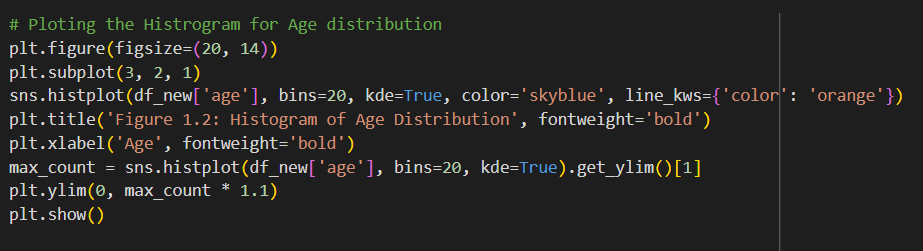 # Ploting the Histrogram for Age distribution
plt.figure(figsize=(20, 14))
plt.subplot(3, 2, 1)
sns.histplot(df_new['age'], bins=20, kde=True, color='skyblue', line_kws={'color': 'orange'})
plt.title('Figure 1.2: Histogram of Age Distribution', fontweight='bold')
plt.xlabel('Age', fontweight='bold')
max_count = sns.histplot(df_new['age'], bins=20, kde=True).get_ylim()[1]
plt.ylim(0, max_count * 1.1)
plt.show()